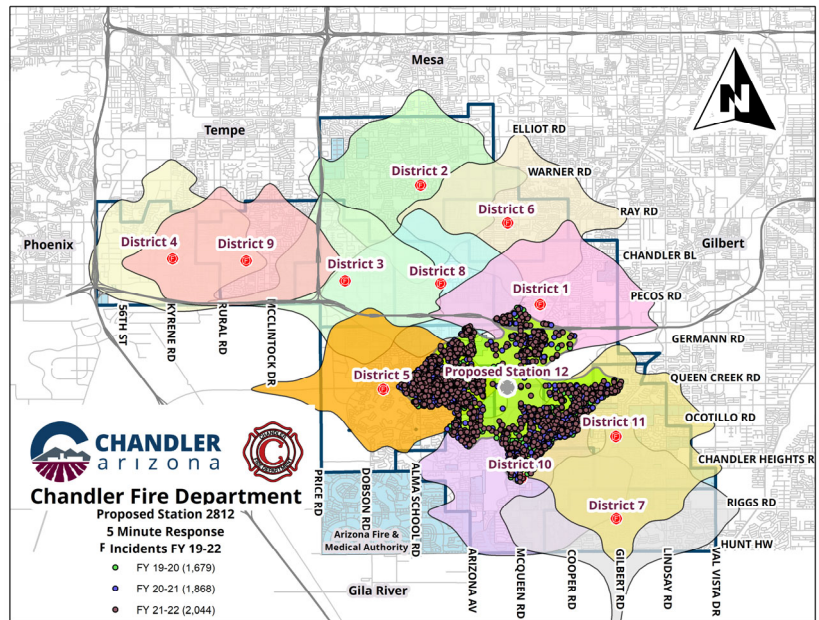 Mesa
N
Tempe
ELLIOT RD
District 2
WARNER RD
District 6
RAY RD
Phoenix
District 4
District 9
Gilbert
District 3
District 8
CHANDLER BL
District 1
PECOS RD
56TH ST
KYRENE RD
RURAL RD
MCCLINTOCK DR
GERMANN RD
Proposed Station 12
District 5
QUEEN CREEK RD
OCOTILLO RD
District 11
CHANDLER
arizona
C
CHANDLER HEIGHTS R
District 10
Chandler Fire Department
PRICE RD
DOBSON RD
ALMA SCHOOL RD
District 7
RIGGS RD
Proposed Station 2812
5 Minute Response
F Incidents FY 19-22
Arizona Fire &
Medical Authority
HUNT HW
ARIZONA AV
MCQUEEN RD
COOPER RD
GILBERT RD
LINDSAY RD
VAL VISTA DR
FY 19-20 (1,679)
FY 20-21 (1,868)
FY 21-22 (2,044)
Gila River